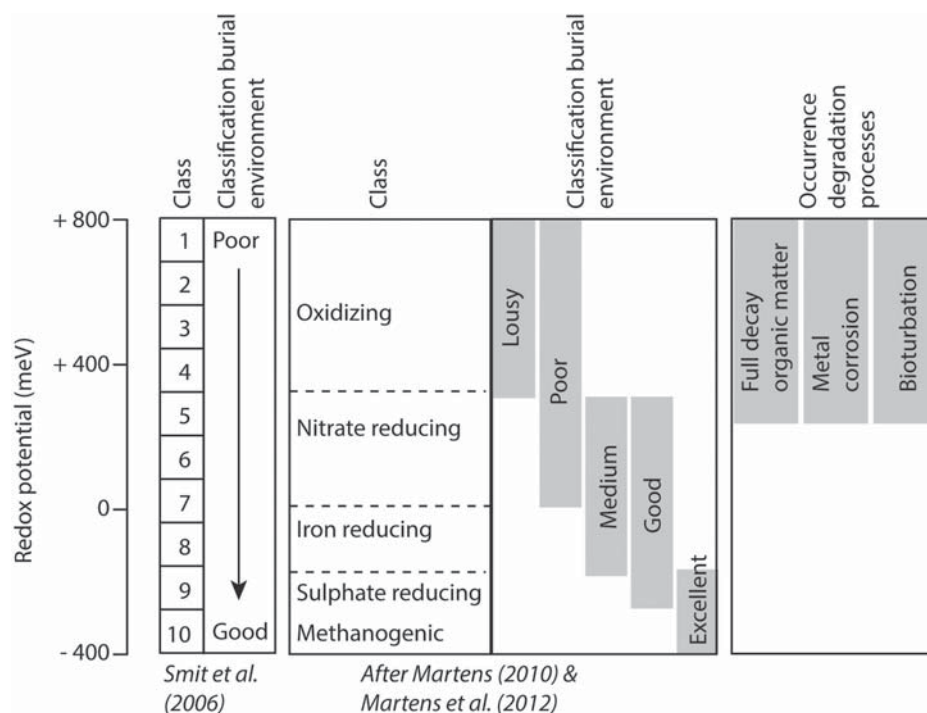 Class
Classification burial
environment
Class
Classification burial
environment
Occurrence
degradation
processes
Redox potential (meV)
+ 800
+ 400
0
- 400
1
2
3
4
5
6
7
8
9
10
Poor
Good
Oxidizing
Nitrate reducing
Iron reducing
Sulphate reducing
Methanogenic
Lousy
Poor
Medium
Good
Excellent
Full decay
organic matter
Metal
corrosion
Bioturbation
Smit et al.
(2006)
After Martens (2010) &
Martens et al. (2012)